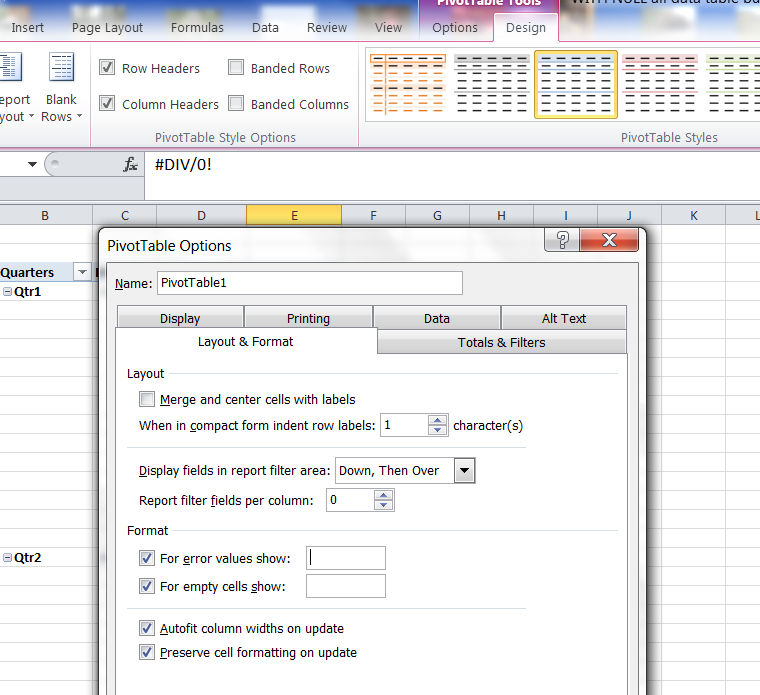 PivotTable Tools
Insert Page Layout Formulas Data Review View Options Design
Row Headers Banded Rows
Blank
Rows
Column Headers Banded Columns
PivotTable Style Options PivotTable Styles
fx #DIV/0!
B C D E F G H I J K L
PivotTable Options
Quarters
Name: PivotTable1
Qtr1
Display Printing Data Alt Text
Layout & Format Totals & Filters
Layout
Merge and center cells with labels
When in compact form indent row labels: 1 character(s)
Display fields in report filter area: Down, Then Over
Report filter fields per column: 0
Format
For error values show:
Qtr2
For empty cells show:
Autofit column widths on update
Preserve cell formatting on update